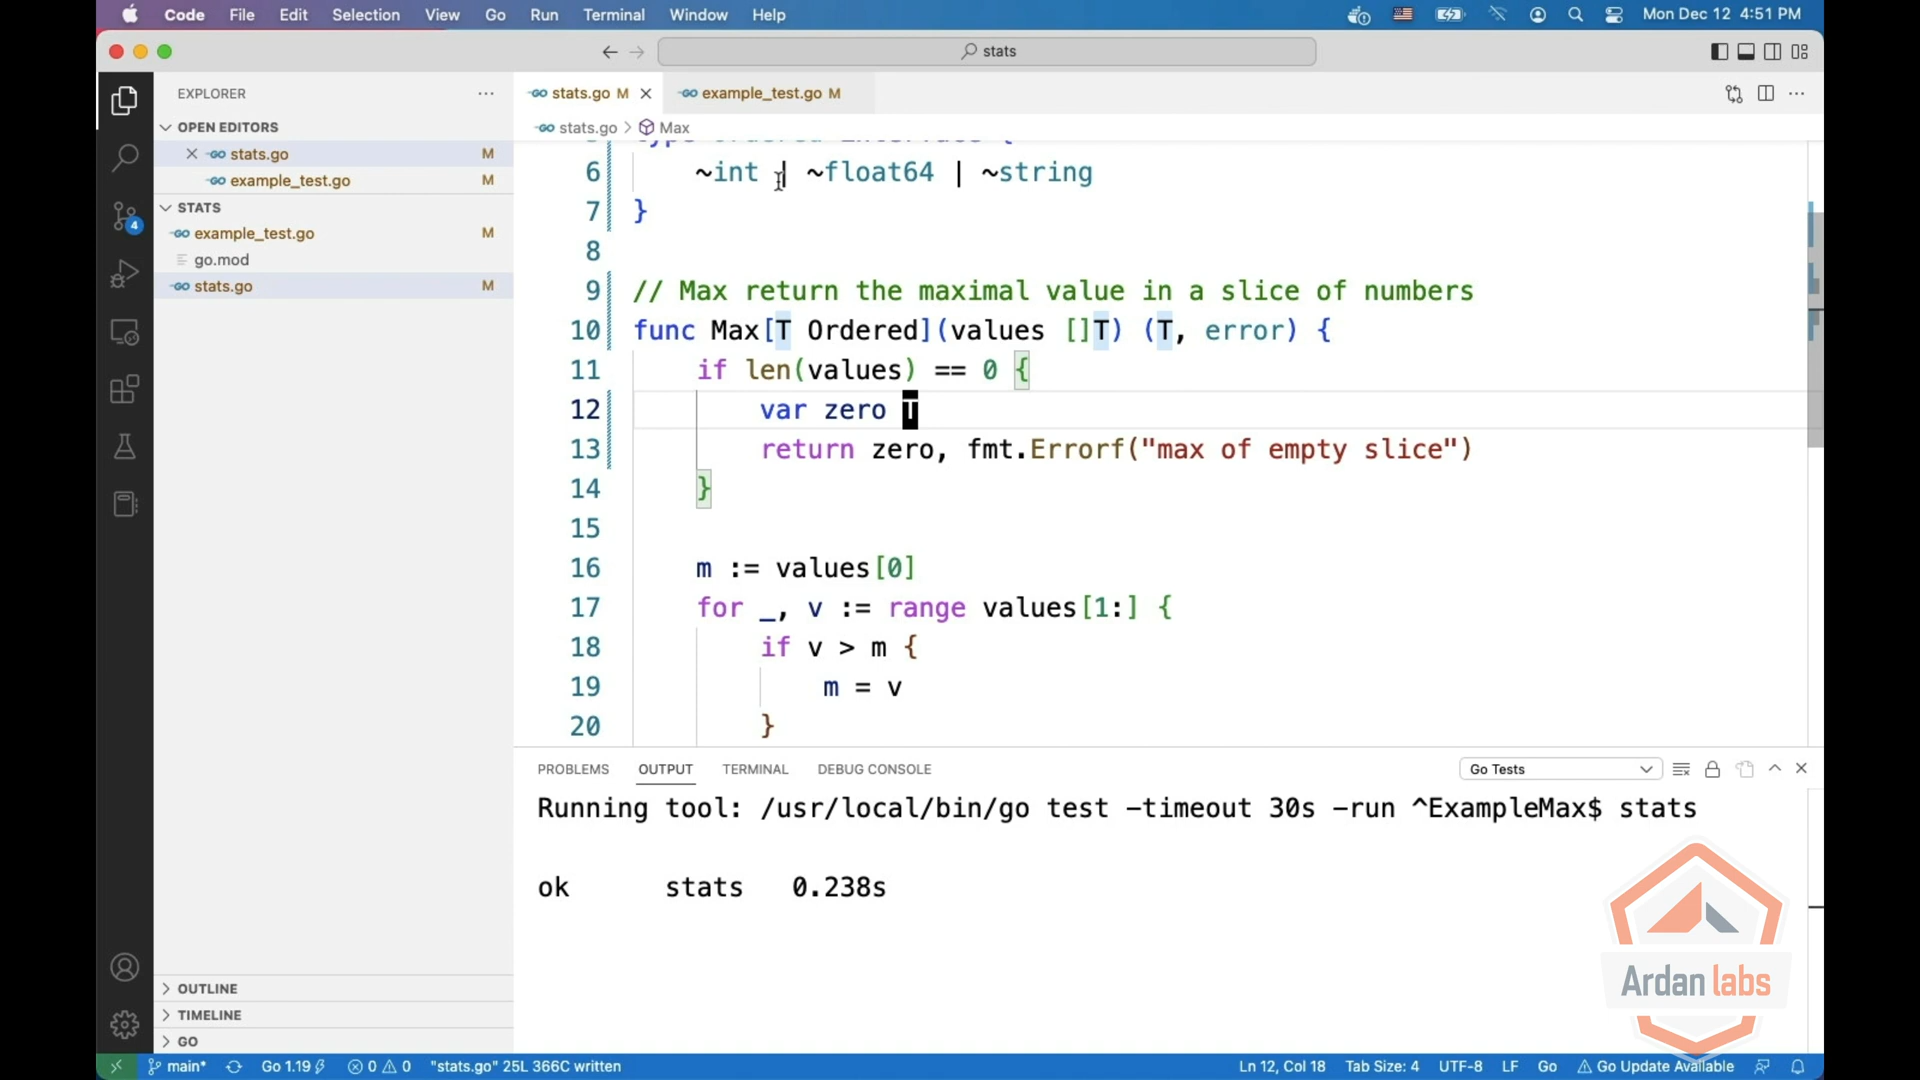 Code File Edit Selection View Go Run Terminal Window Help Mon Dec 12 4:51 PM
stats
EXPLORER
OPEN EDITORS
stats.go M
example_test.go M
STATS
example_test.go M
go.mod
stats.go M
4
OUTLINE
TIMELINE
GO
stats.go M
example_test.go M
stats.go > Max
type Ordered interface {
6 ~int | ~float64 | ~string
7 }
8
9 // Max return the maximal value in a slice of numbers
10 func Max[T Ordered](values []T) (T, error) {
11 if len(values) == 0 {
12 var zero T
13 return zero, fmt.Errorf("max of empty slice")
14 }
15
16 m := values[0]
17 for _, v := range values[1:] {
18 if v > m {
19 m = v
20 }
PROBLEMS OUTPUT TERMINAL DEBUG CONSOLE Go Tests
Running tool: /usr/local/bin/go test -timeout 30s -run ^ExampleMax$ stats
ok stats 0.238s
Ardan labs
main* Go 1.19 0 0 "stats.go" 25L 366C written Ln 12, Col 18 Tab Size: 4 UTF-8 LF Go Go Update Available